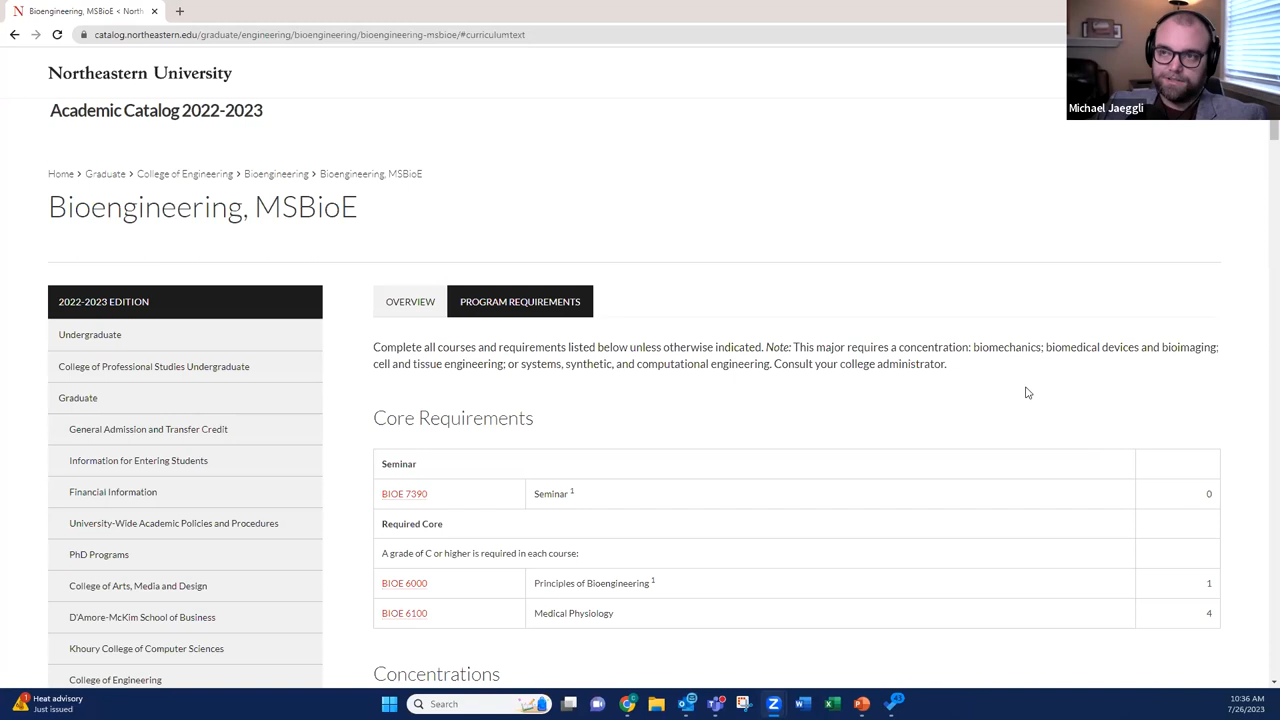 Bioengineering, MSBioE < North
catalog.northeastern.edu/graduate/engineering/bioengineering/bioengineering-msbioe/#curriculumtext
Michael Jaeggli
Northeastern University
Academic Catalog 2022-2023
Home > Graduate > College of Engineering > Bioengineering > Bioengineering, MSBioE
Bioengineering, MSBioE
2022-2023 EDITION
Undergraduate
College of Professional Studies Undergraduate
Graduate
General Admission and Transfer Credit
Information for Entering Students
Financial Information
University-Wide Academic Policies and Procedures
PhD Programs
College of Arts, Media and Design
D'Amore-McKim School of Business
Khoury College of Computer Sciences
College of Engineering
OVERVIEW PROGRAM REQUIREMENTS
Complete all courses and requirements listed below unless otherwise indicated. Note: This major requires a concentration: biomechanics; biomedical devices and bioimaging;
cell and tissue engineering; or systems, synthetic, and computational engineering. Consult your college administrator.
Core Requirements
Seminar
BIOE 7390 Seminar 1 0
Required Core
A grade of C or higher is required in each course:
BIOE 6000 Principles of Bioengineering 1 1
BIOE 6100 Medical Physiology 4
Concentrations
Heat advisory
Just issued
Search
10:36 AM
7/26/2023